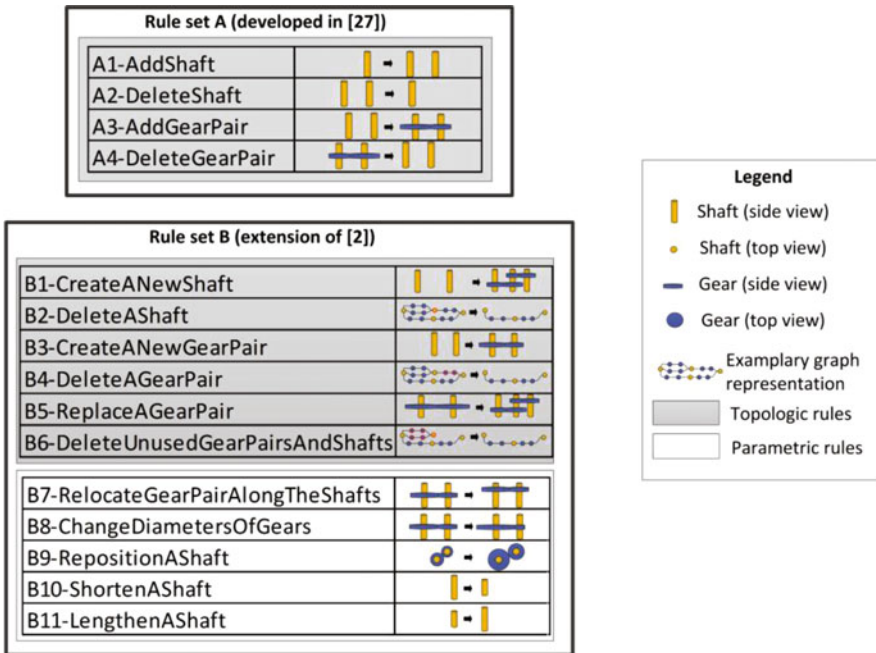 Rule set A (developed in [27])
A1-AddShaft
A2-DeleteShaft
A3-AddGearPair
A4-DeleteGearPair
Rule set B (extension of [2])
B1-CreateANewShaft
B2-DeleteAShaft
B3-CreateANewGearPair
B4-DeleteAGearPair
B5-ReplaceAGearPair
B6-DeleteUnusedGearPairsAndShafts
B7-RelocateGearPairAlongTheShafts
B8-ChangeDiametersOfGears
B9-RepositionAShaft
B10-ShortenAShaft
B11-LengthenAShaft
Legend
Shaft (side view)
Shaft (top view)
Gear (side view)
Gear (top view)
Examplary graph
representation
Topologic rules
Parametric rules